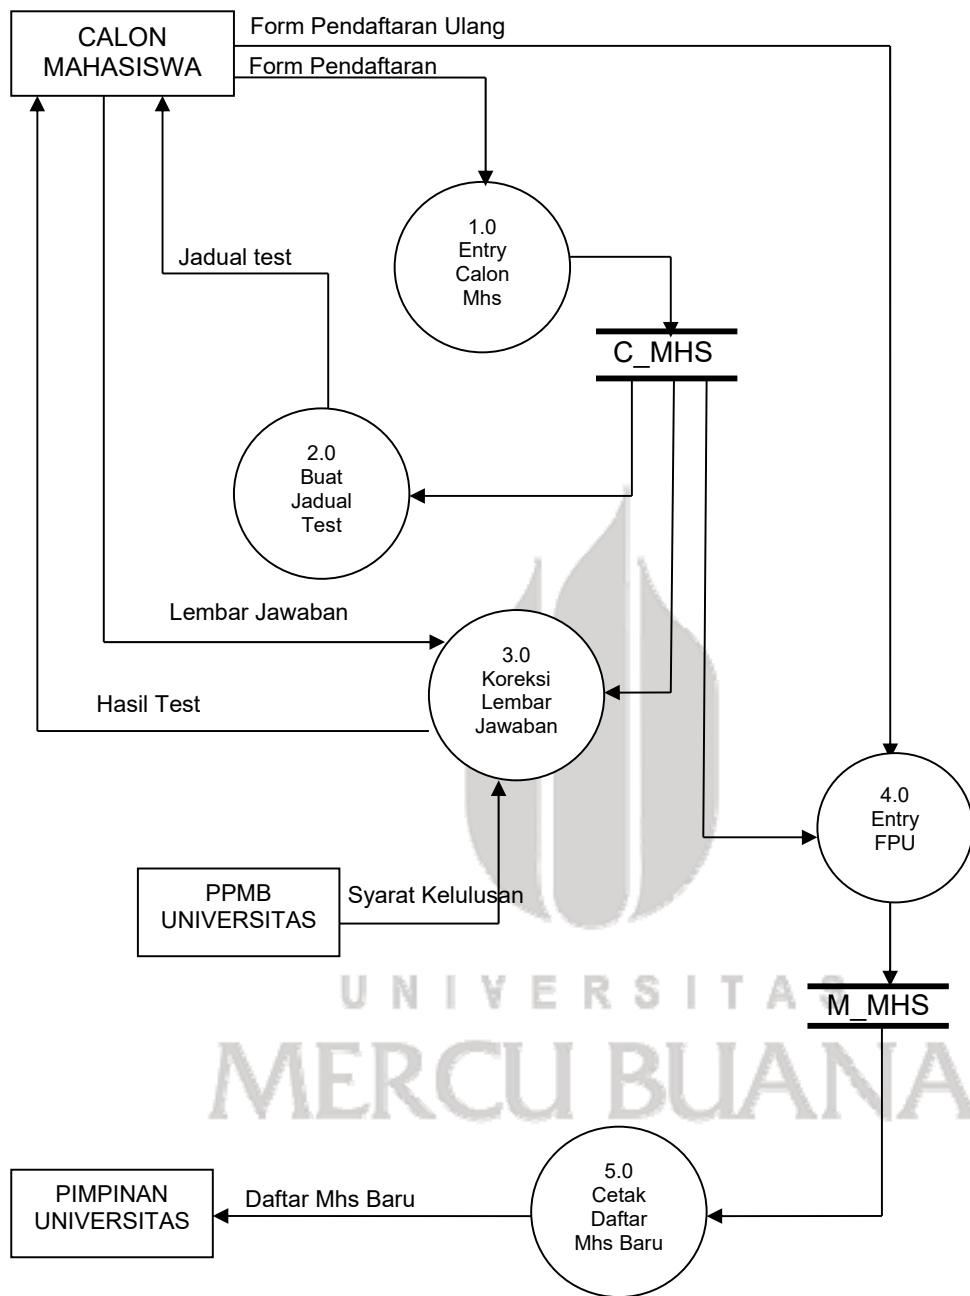 CALON
MAHASISWA
Form Pendaftaran Ulang
Form Pendaftaran
1.0
Entry
Calon
Mhs
Jadual test
C_MHS
2.0
Buat
Jadual
Test
Lembar Jawaban
3.0
Koreksi
Lembar
Jawaban
Hasil Test
4.0
Entry
FPU
PPMB
UNIVERSITAS
Syarat Kelulusan
UNIVERSITAS
MERCU BUANA
M_MHS
5.0
Cetak
Daftar
Mhs Baru
PIMPINAN
UNIVERSITAS
Daftar Mhs Baru